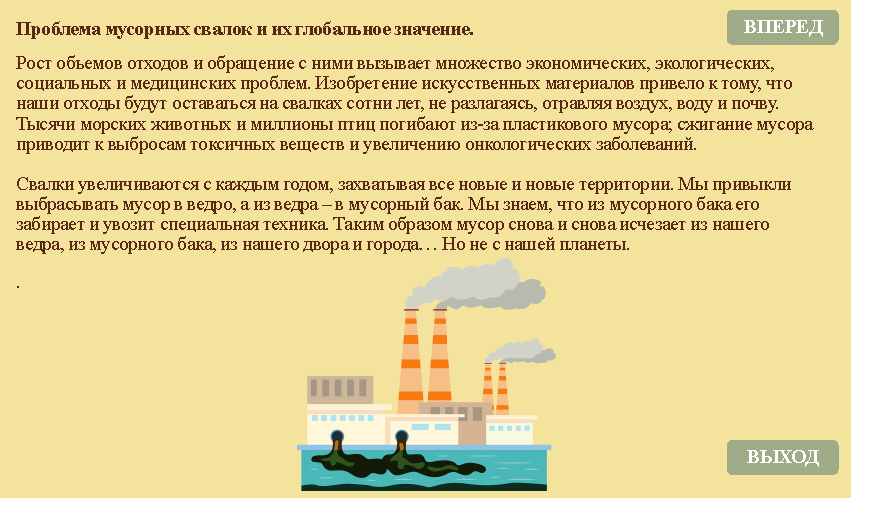 Проблема мусорных свалок и их глобальное значение.
ВПЕРЕД
Рост объемов отходов и обращение с ними вызывает множество экономических, экологических,
социальных и медицинских проблем. Изобретение искусственных материалов привело к тому, что
наши отходы будут оставаться на свалках сотни лет, не разлагаясь, отравляя воздух, воду и почву.
Тысячи морских животных и миллионы птиц погибают из-за пластикового мусора; сжигание мусора
приводит к выбросам токсичных веществ и увеличению онкологических заболеваний.
Свалки увеличиваются с каждым годом, захватывая все новые и новые территории. Мы привыкли
выбрасывать мусор в ведро, а из ведра – в мусорный бак. Мы знаем, что из мусорного бака его
забирает и увозит специальная техника. Таким образом мусор снова и снова исчезает из нашего
ведра, из мусорного бака, из нашего двора и города… Но не с нашей планеты.
.
ВЫХОД